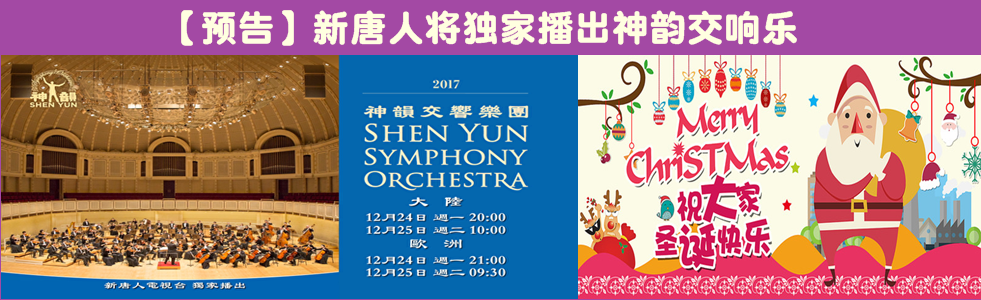 【预告】新唐人将独家播出神韵交响乐
神韻
SHEN YUN
新唐人電視台 獨家播出
2017
神韻交響樂團
SHEN YUN
SYMPHONY
ORCHESTRA
大陸
12月24日 週一 20:00
12月25日 週二 10:00
歐洲
12月24日 週一 21:00
12月25日 週二 09:30
Merry
ChriSTMas
祝大家
圣诞快乐